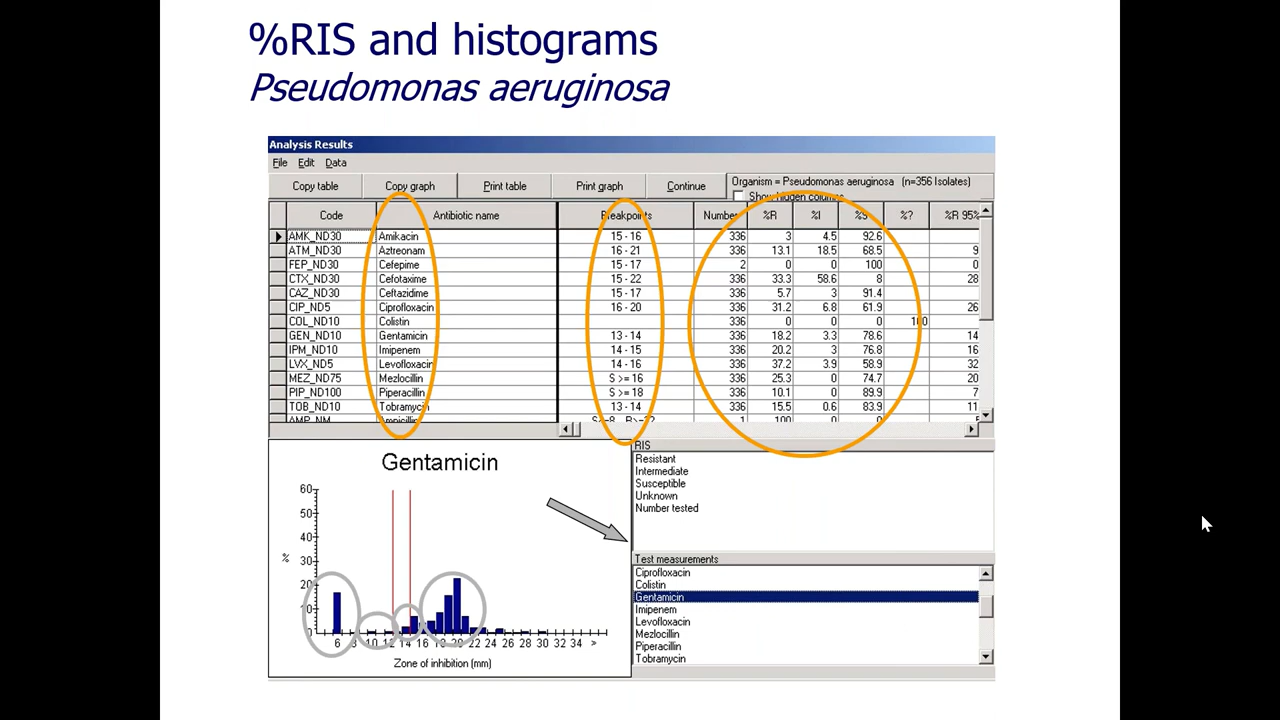 %RIS and histograms
Pseudomonas aeruginosa
Analysis Results
File Edit Data
Copy table Copy graph Print table Print graph Continue Organism = Pseudomonas aeruginosa (n=356 Isolates)
Show hidden columns
Code Antibiotic name Breakpoints Number %R %I %S %? %R 95%
AMK_ND30 Amikacin 15 - 16 336 3 4.5 92.6
ATM_ND30 Aztreonam 16 - 21 336 13.1 18.5 68.5 9
FEP_ND30 Cefepime 15 - 17 2 0 0 100 0
CTX_ND30 Cefotaxime 15 - 22 336 33.3 58.6 8 28
CAZ_ND30 Ceftazidime 15 - 17 336 5.7 3 91.4
CIP_ND5 Ciprofloxacin 16 - 20 336 31.2 6.8 61.9 26
COL_ND10 Colistin 336 0 0 0 100
GEN_ND10 Gentamicin 13 - 14 336 18.2 3.3 78.6 14
IPM_ND10 Imipenem 14 - 15 336 20.2 3 76.8 16
LVX_ND5 Levofloxacin 14 - 16 336 37.2 3.9 58.9 32
MEZ_ND75 Mezlocillin S >= 16 336 25.3 0 74.7 20
PIP_ND100 Piperacillin S >= 18 336 10.1 0 89.9 7
TOB_ND10 Tobramycin 13 - 14 336 15.5 0.6 83.9 11
AMP_NM Ampicillin 1 100 0 0
Gentamicin
60
50
40
30
20
10
0
%
6 8 10 12 14 16 18 20 22 24 26 28 30 32 34 >
Zone of inhibition (mm)
RIS
Resistant
Intermediate
Susceptible
Unknown
Number tested
Test measurements
Ciprofloxacin
Colistin
Gentamicin
Imipenem
Levofloxacin
Mezlocillin
Piperacillin
Tobramycin